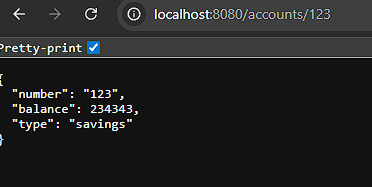 localhost:8080/accounts/123
Pretty-print
{
"number": "123",
"balance": 234343,
"type": "savings"
}